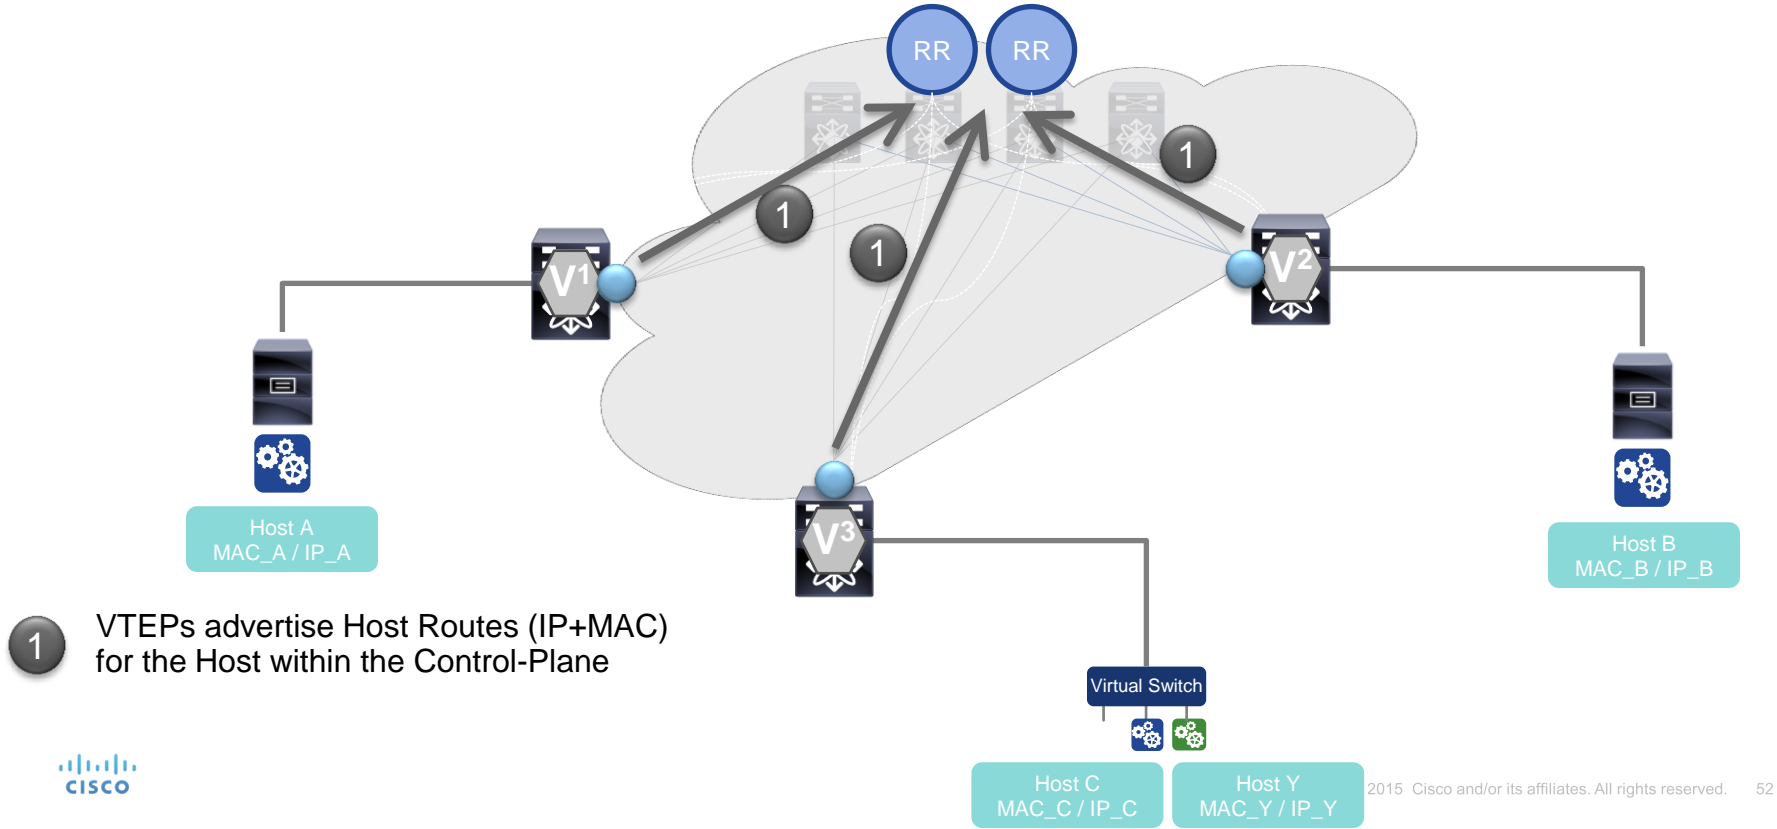 RR
RR
1
1
1
V1
V2
V3
Host A
MAC_A / IP_A
Host B
MAC_B / IP_B
1
VTEPs advertise Host Routes (IP+MAC)
for the Host within the Control-Plane
Virtual Switch
Host C
MAC_C / IP_C
Host Y
MAC_Y / IP_Y
CISCO
2015 Cisco and/or its affiliates. All rights reserved. 52